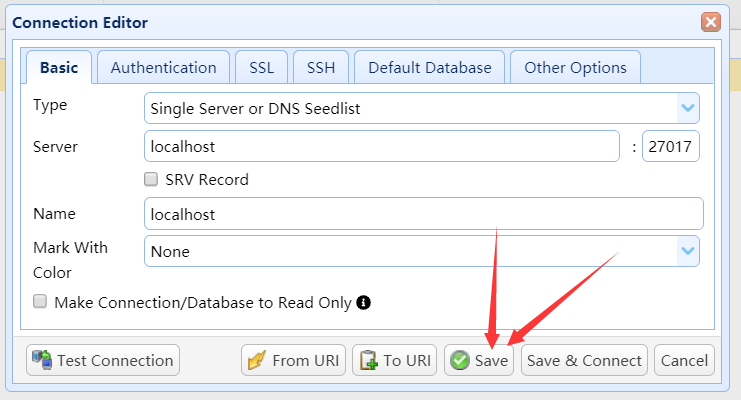 Connection Editor
Basic Authentication SSL SSH Default Database Other Options
Type Single Server or DNS Seedlist
Server localhost : 27017
SRV Record
Name localhost
Mark With Color None
Make Connection/Database to Read Only
Test Connection From URI To URI Save Save & Connect Cancel